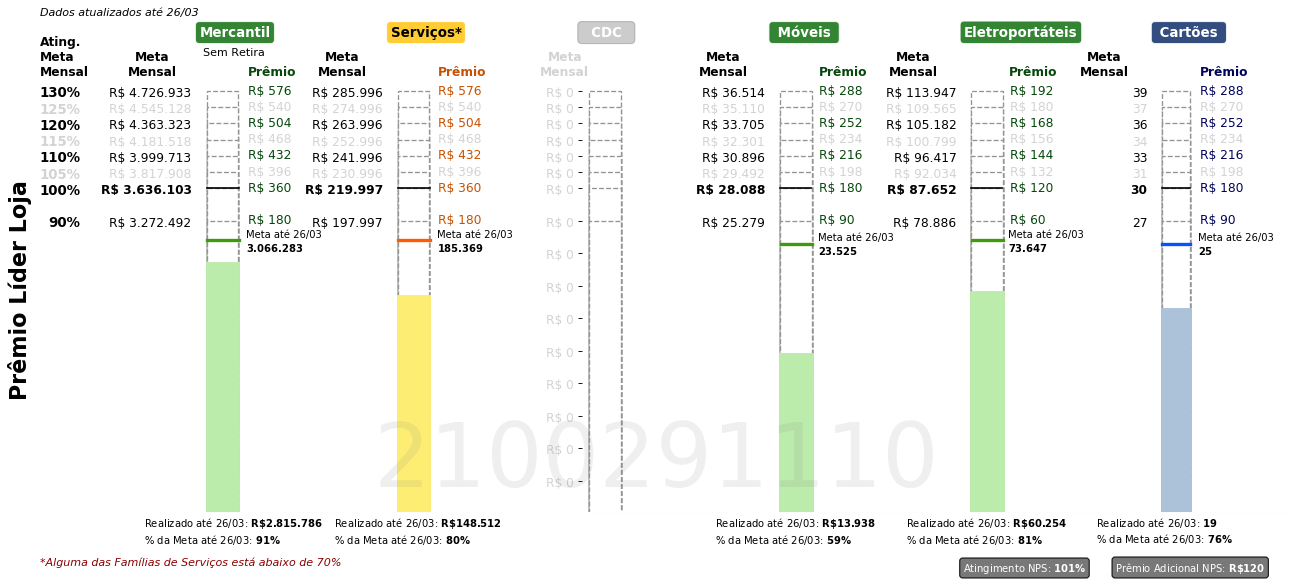 Dados atualizados até 26/03
Mercantil Serviços* CDC Móveis Eletroportáteis Cartões
Sem Retira
Ating.
Meta
Mensal
Meta
Mensal
Prêmio
Meta
Mensal
Prêmio
Meta
Mensal
Meta
Mensal
Prêmio
Meta
Mensal
Prêmio
Meta
Mensal
Prêmio
130% R$ 4.726.933 R$ 576 R$ 285.996 R$ 576 R$ 0 R$ 36.514 R$ 288 R$ 113.947 R$ 192 39 R$ 288
125% R$ 4.545.128 R$ 540 R$ 274.996 R$ 540 R$ 0 R$ 35.110 R$ 270 R$ 109.565 R$ 180 37 R$ 270
120% R$ 4.363.323 R$ 504 R$ 263.996 R$ 504 R$ 0 R$ 33.705 R$ 252 R$ 105.182 R$ 168 36 R$ 252
115% R$ 4.181.518 R$ 468 R$ 252.996 R$ 468 R$ 0 R$ 32.301 R$ 234 R$ 100.799 R$ 156 34 R$ 234
110% R$ 3.999.713 R$ 432 R$ 241.996 R$ 432 R$ 0 R$ 30.896 R$ 216 R$ 96.417 R$ 144 33 R$ 216
105% R$ 3.817.908 R$ 396 R$ 230.996 R$ 396 R$ 0 R$ 29.492 R$ 198 R$ 92.034 R$ 132 31 R$ 198
100% R$ 3.636.103 R$ 360 R$ 219.997 R$ 360 R$ 0 R$ 28.088 R$ 180 R$ 87.652 R$ 120 30 R$ 180
90% R$ 3.272.492 R$ 180 R$ 197.997 R$ 180 R$ 0 R$ 25.279 R$ 90 R$ 78.886 R$ 60 27 R$ 90
Meta até 26/03
3.066.283
Meta até 26/03
185.369
Meta até 26/03
23.525
Meta até 26/03
73.647
Meta até 26/03
25
R$ 0
R$ 0
R$ 0
R$ 0
R$ 0
R$ 0
R$ 0
R$ 0
Prêmio Líder Loja
2100291110
Realizado até 26/03: R$2.815.786
% da Meta até 26/03: 91%
Realizado até 26/03: R$148.512
% da Meta até 26/03: 80%
Realizado até 26/03: R$13.938
% da Meta até 26/03: 59%
Realizado até 26/03: R$60.254
% da Meta até 26/03: 81%
Realizado até 26/03: 19
% da Meta até 26/03: 76%
*Alguma das Famílias de Serviços está abaixo de 70%
Atingimento NPS: 101%
Prêmio Adicional NPS: R$120